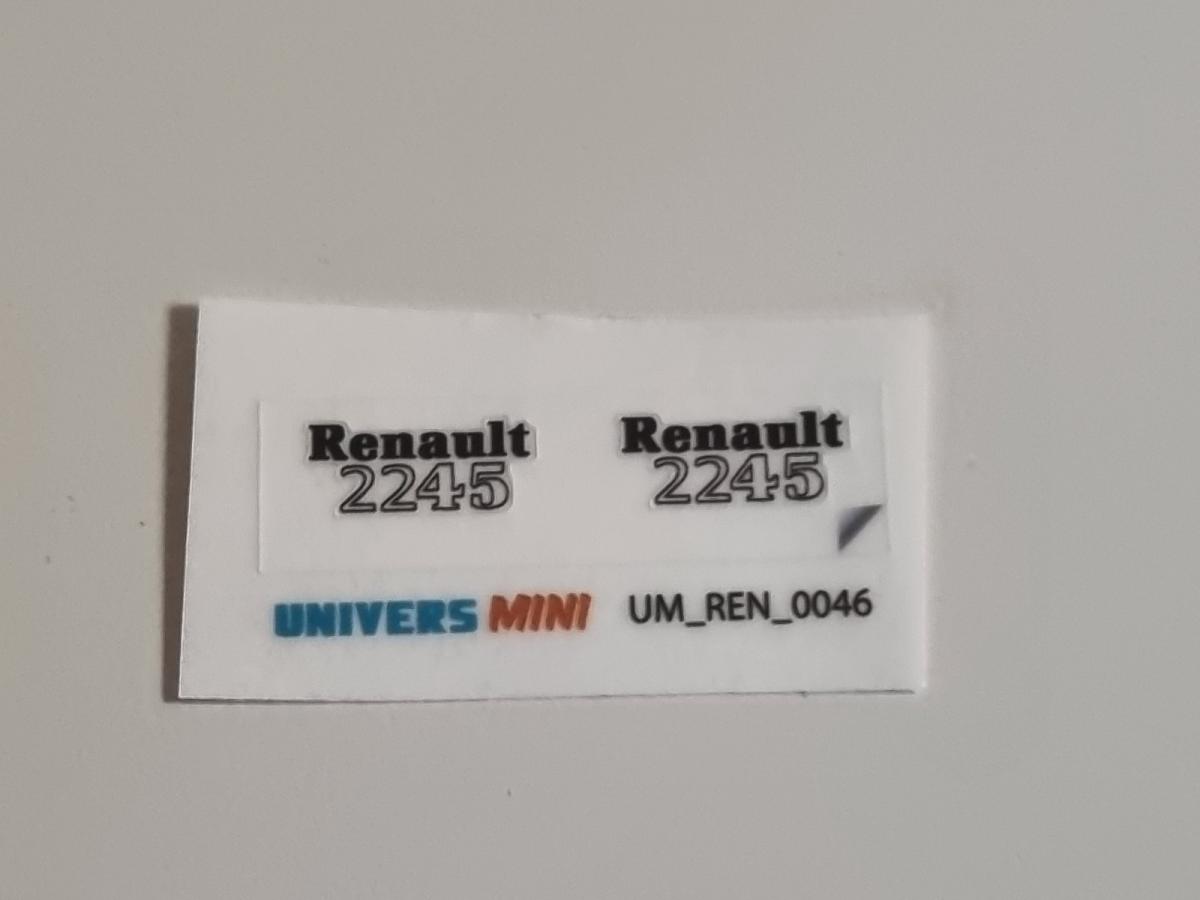 Renault Renault
2245 2245
UNIVERS MINI UM_REN_0046